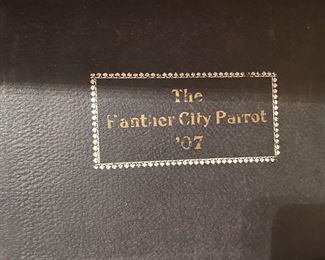 The
Panther City Parrot
'07